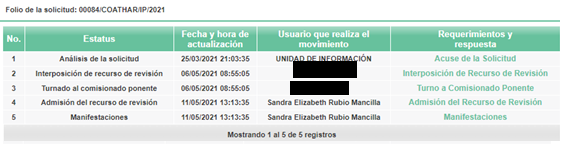 Folio de la solicitud: 00084/COATHAR/IP/2021
No. Estatus Fecha y hora de actualización Usuario que realiza el movimiento Requerimientos y respuesta
1 Análisis de la solicitud 25/03/2021 21:03:35 UNIDAD DE INFORMACIÓN Acuse de la Solicitud
2 Interposición de Recurso de Revisión 06/05/2021 08:55:05 Interposición de Recurso de Revisión
3 Turnado al Comisionado Ponente 06/05/2021 08:55:05 Turno a Comisionado Ponente
4 Admisión del Recurso de Revisión 11/05/2021 13:13:35 Sandra Elizabeth Rubio Mancilla Admisión del Recurso de Revisión
5 Manifestaciones 11/05/2021 13:13:35 Sandra Elizabeth Rubio Mancilla Manifestaciones
Mostrando 1 al 5 de 5 registros